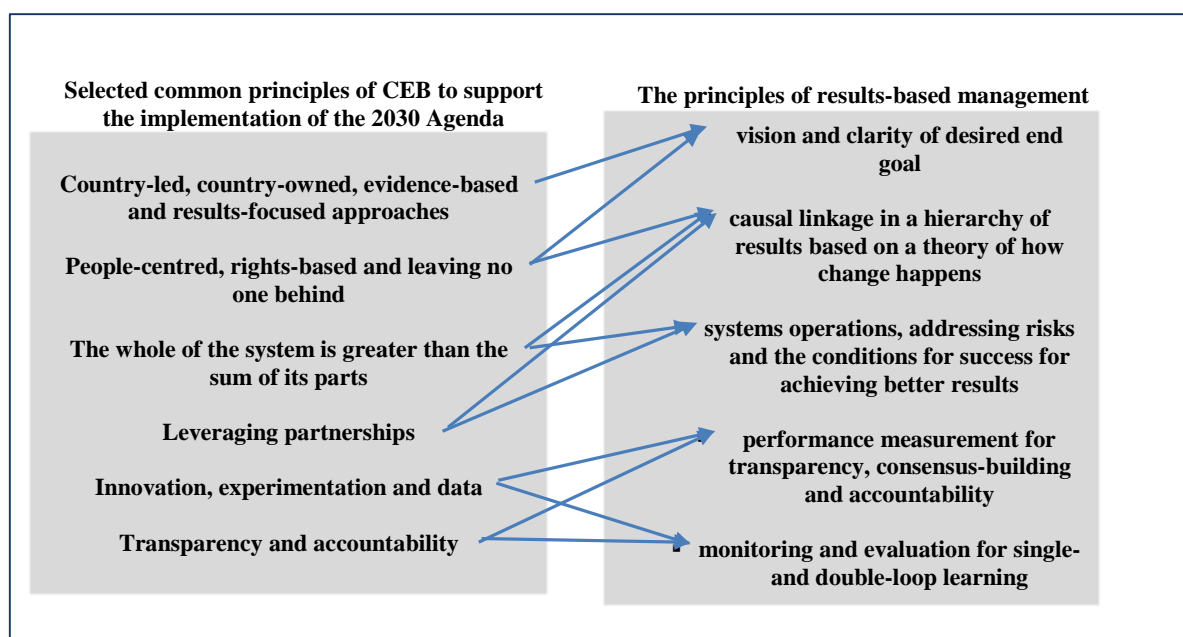 Selected common principles of CEB to support
the implementation of the 2030 Agenda
Country-led, country-owned, evidence-based
and results-focused approaches
People-centred, rights-based and leaving no
one behind
The whole of the system is greater than the
sum of its parts
Leveraging partnerships
Innovation, experimentation and data
Transparency and accountability
The principles of results-based management
vision and clarity of desired end
goal
causal linkage in a hierarchy of
results based on a theory of how
change happens
systems operations, addressing risks
and the conditions for success for
achieving better results
performance measurement for
transparency, consensus-building
and accountability
monitoring and evaluation for single-
and double-loop learning